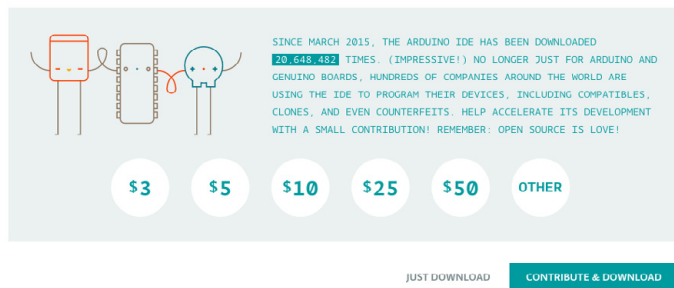 SINCE MARCH 2015, THE ARDUINO IDE HAS BEEN DOWNLOADED
20,648,482 TIMES. (IMPRESSIVE!) NO LONGER JUST FOR ARDUINO AND
GENUINO BOARDS, HUNDREDS OF COMPANIES AROUND THE WORLD ARE
USING THE IDE TO PROGRAM THEIR DEVICES, INCLUDING COMPATIBLES,
CLONES, AND EVEN COUNTERFEITS. HELP ACCELERATE ITS DEVELOPMENT
WITH A SMALL CONTRIBUTION! REMEMBER: OPEN SOURCE IS LOVE!
$3 $5 $10 $25 $50 OTHER
JUST DOWNLOAD CONTRIBUTE & DOWNLOAD